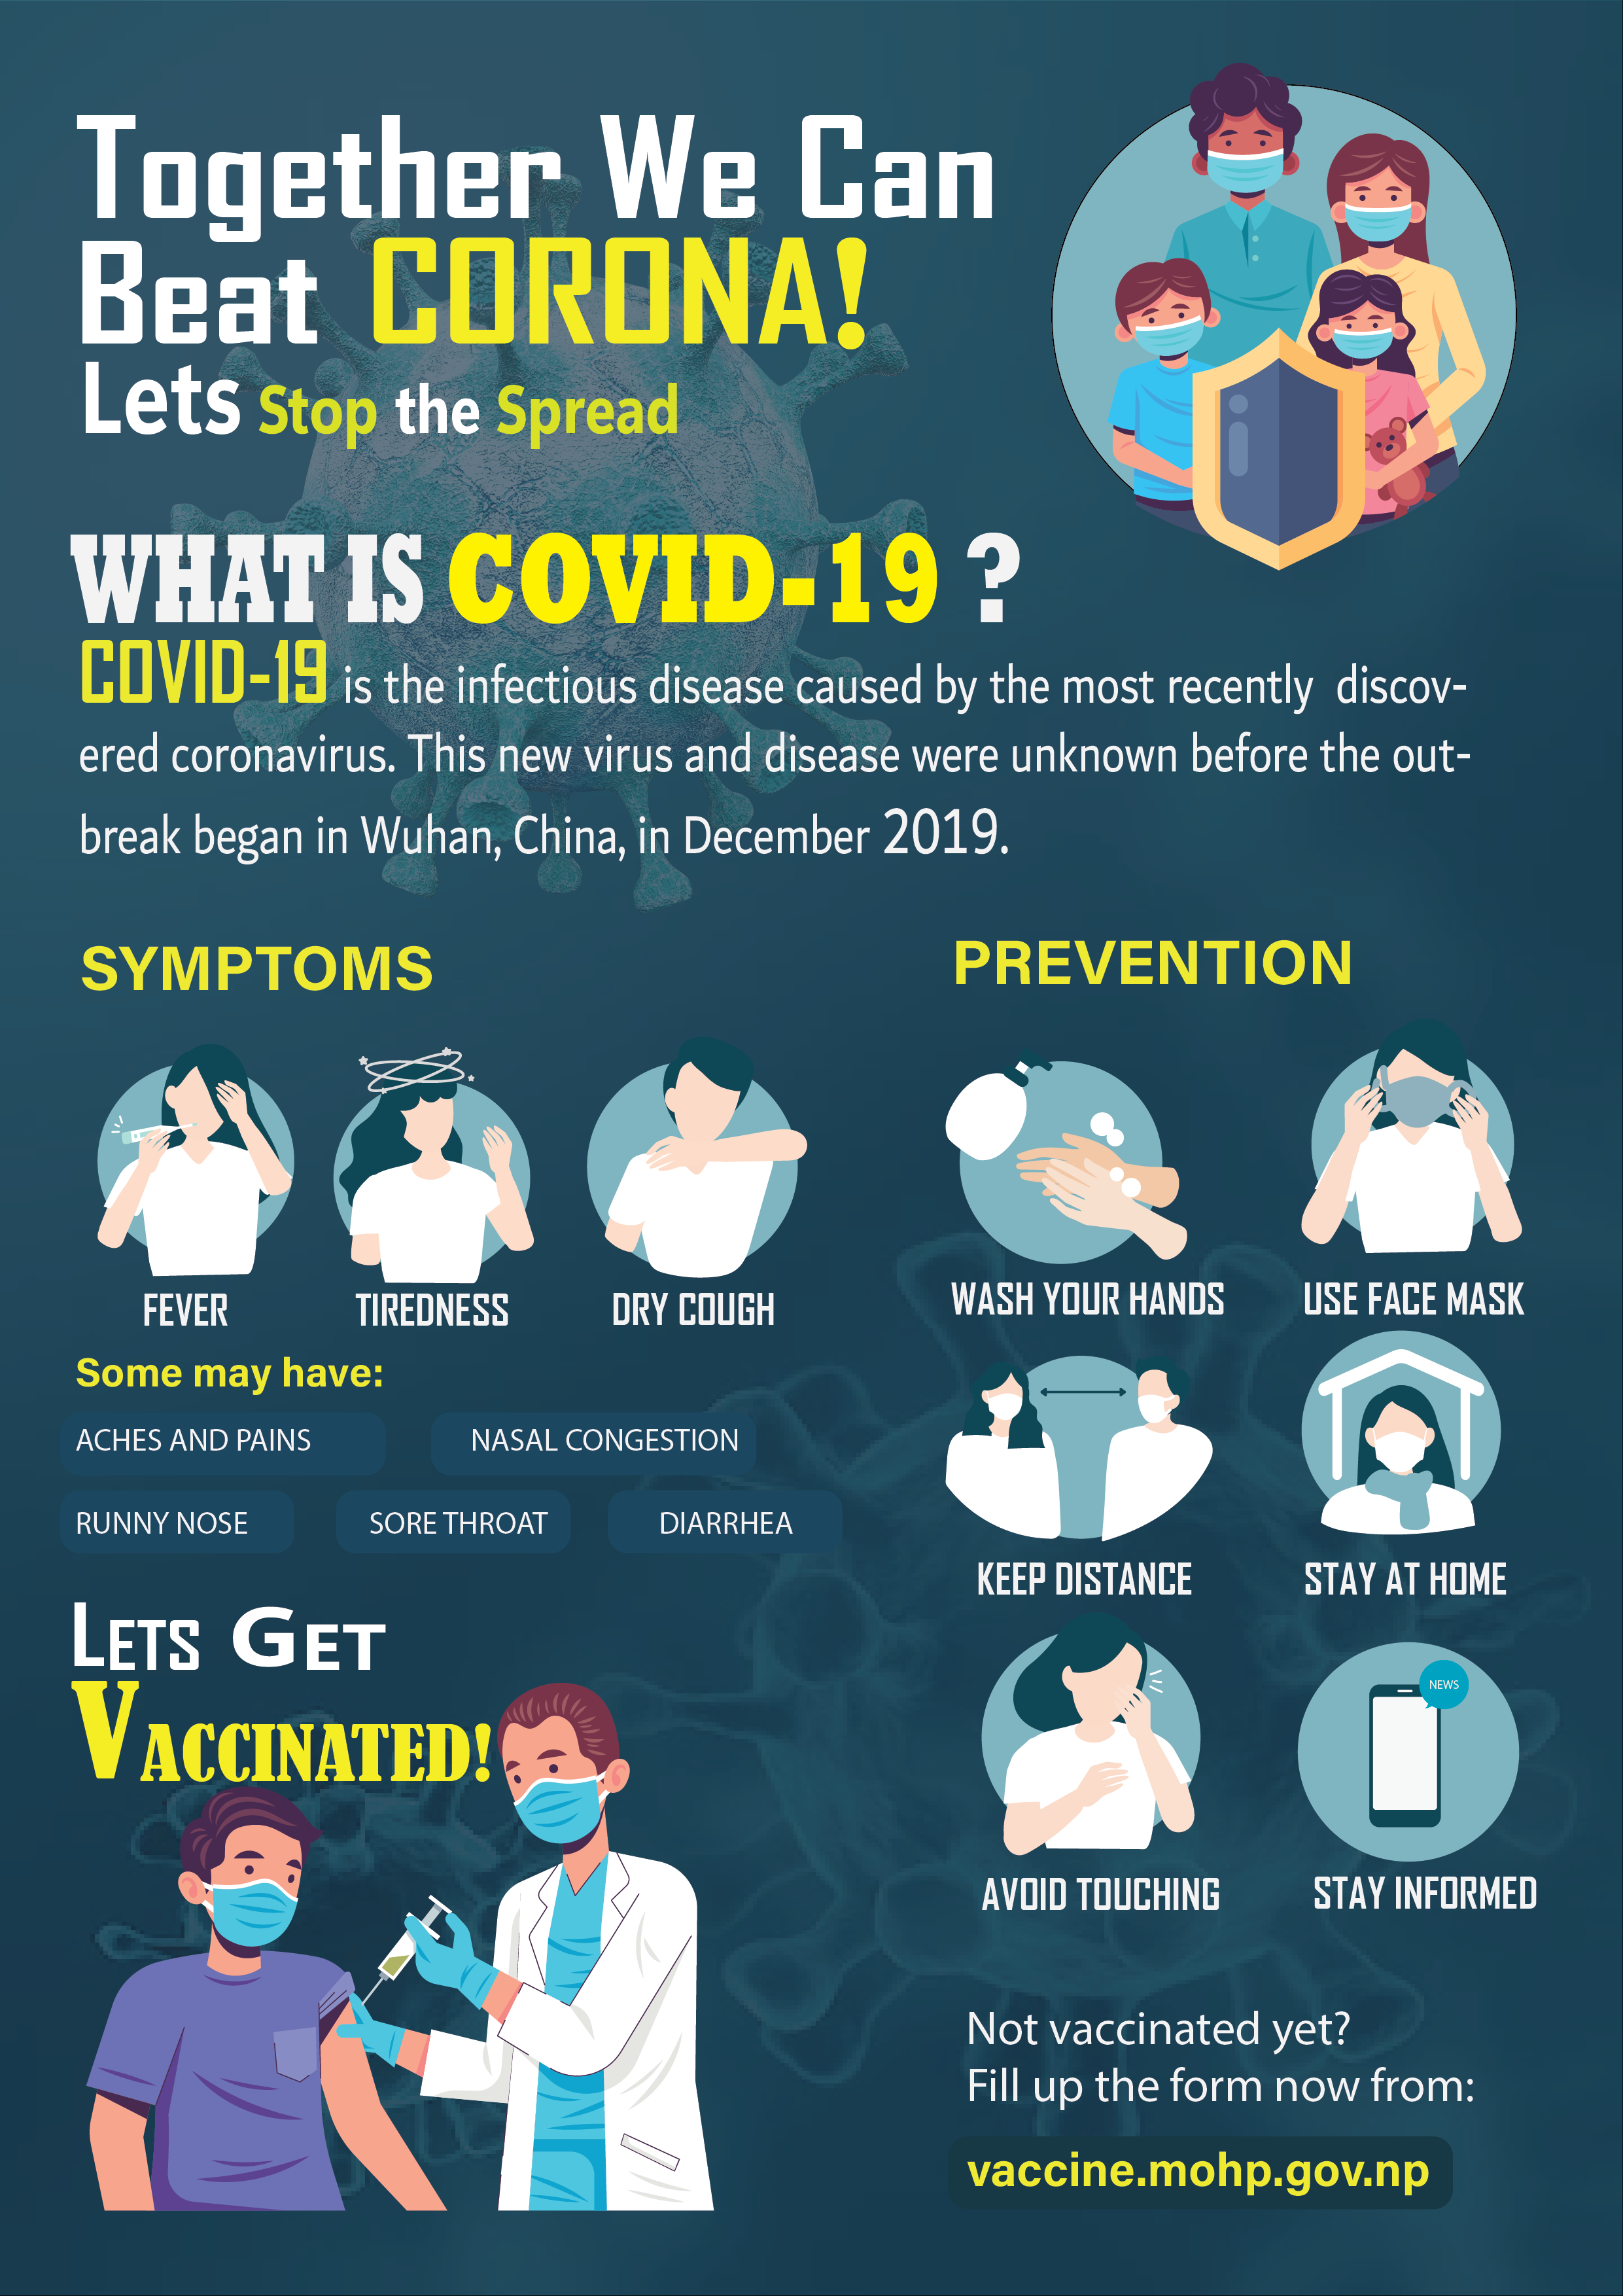 Together We Can
Beat CORONA!
Lets Stop the Spread
WHAT IS COVID-19 ?
COVID-19 is the infectious disease caused by the most recently discov-
ered coronavirus. This new virus and disease were unknown before the out-
break began in Wuhan, China, in December 2019.
SYMPTOMS
FEVER
TIREDNESS
DRY COUGH
Some may have:
ACHES AND PAINS
NASAL CONGESTION
RUNNY NOSE
SORE THROAT
DIARRHEA
PREVENTION
WASH YOUR HANDS
USE FACE MASK
KEEP DISTANCE
STAY AT HOME
AVOID TOUCHING
NEWS
STAY INFORMED
LETS GET
VACCINATED!
Not vaccinated yet?
Fill up the form now from:
vaccine.mohp.gov.np